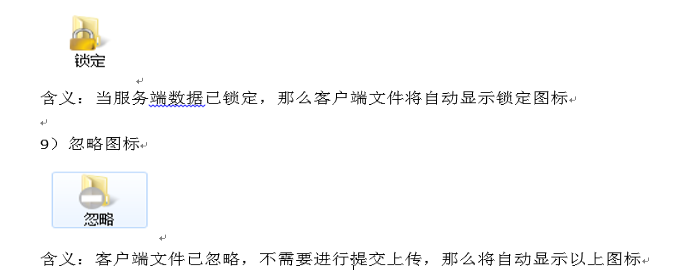 锁定
含义：当服务端数据已锁定，那么客户端文件将自动显示锁定图标
9）忽略图标
忽略
含义：客户端文件已忽略，不需要进行提交上传，那么将自动显示以上图标